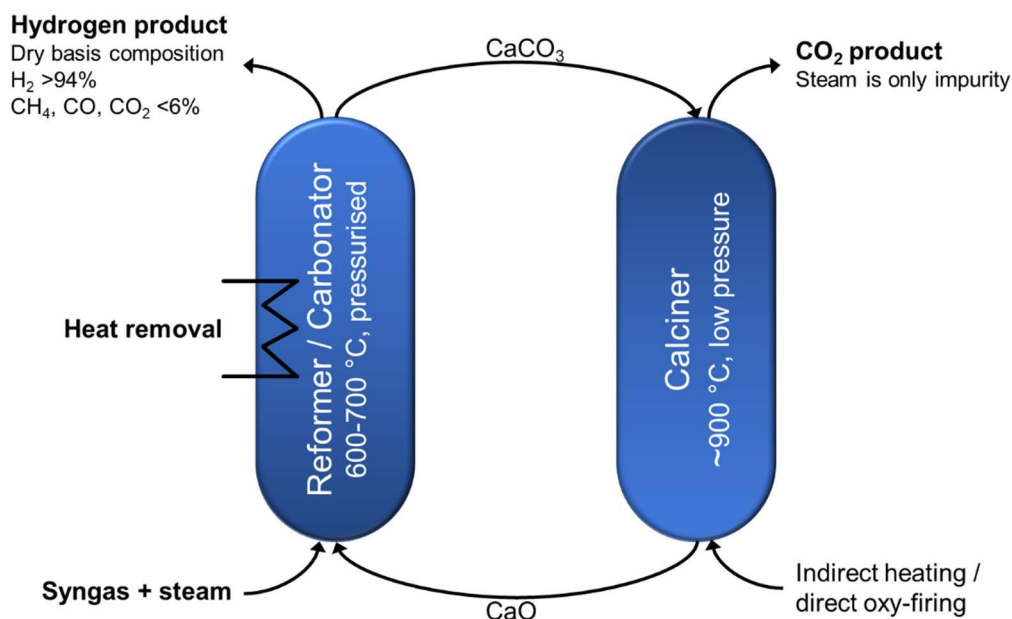 Hydrogen product
Dry basis composition
H₂ >94%
CH₄, CO, CO₂ <6%
CaCO₃
CO₂ product
Steam is only impurity
Reformer / Carbonator
600-700 °C, pressurised
Calciner
~900 °C, low pressure
Heat removal
Syngas + steam
CaO
Indirect heating /
direct oxy-firing